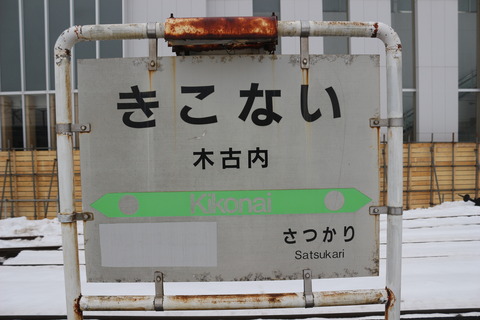 きこない
木古内
Kikonai
さつかり
Satsukari